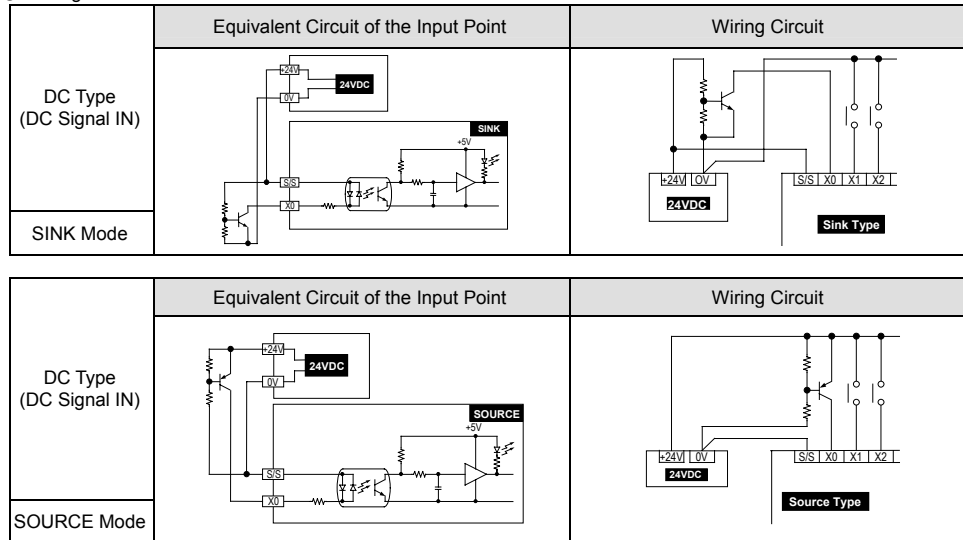 Equivalent Circuit of the Input Point
Wiring Circuit
DC Type
(DC Signal IN)
SINK Mode
+24V
24VDC
0V
SINK
+5V
S/S
X0
+24V
0V
24VDC
S/S
X0
X1
X2
Sink Type
Equivalent Circuit of the Input Point
Wiring Circuit
DC Type
(DC Signal IN)
SOURCE Mode
+24V
24VDC
0V
SOURCE
+5V
S/S
X0
+24V
0V
24VDC
S/S
X0
X1
X2
Source Type